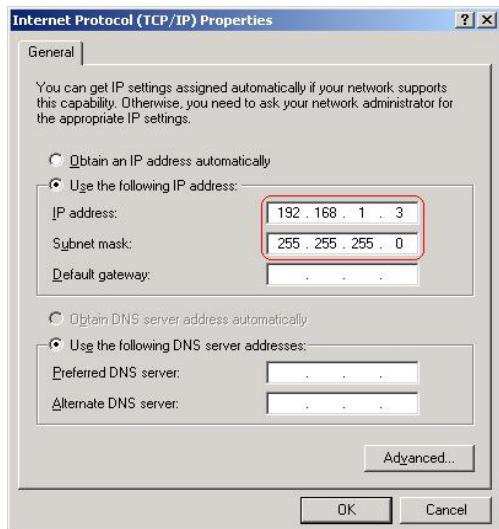 Internet Protocol (TCP/IP) Properties
General
You can get IP settings assigned automatically if your network supports
this capability. Otherwise, you need to ask your network administrator for
the appropriate IP settings.
Obtain an IP address automatically
Use the following IP address:
IP address: 192 . 168 . 1 . 3
Subnet mask: 255 . 255 . 255 . 0
Default gateway: . . .
Obtain DNS server address automatically
Use the following DNS server addresses:
Preferred DNS server: . . .
Alternate DNS server: . . .
Advanced...
OK Cancel